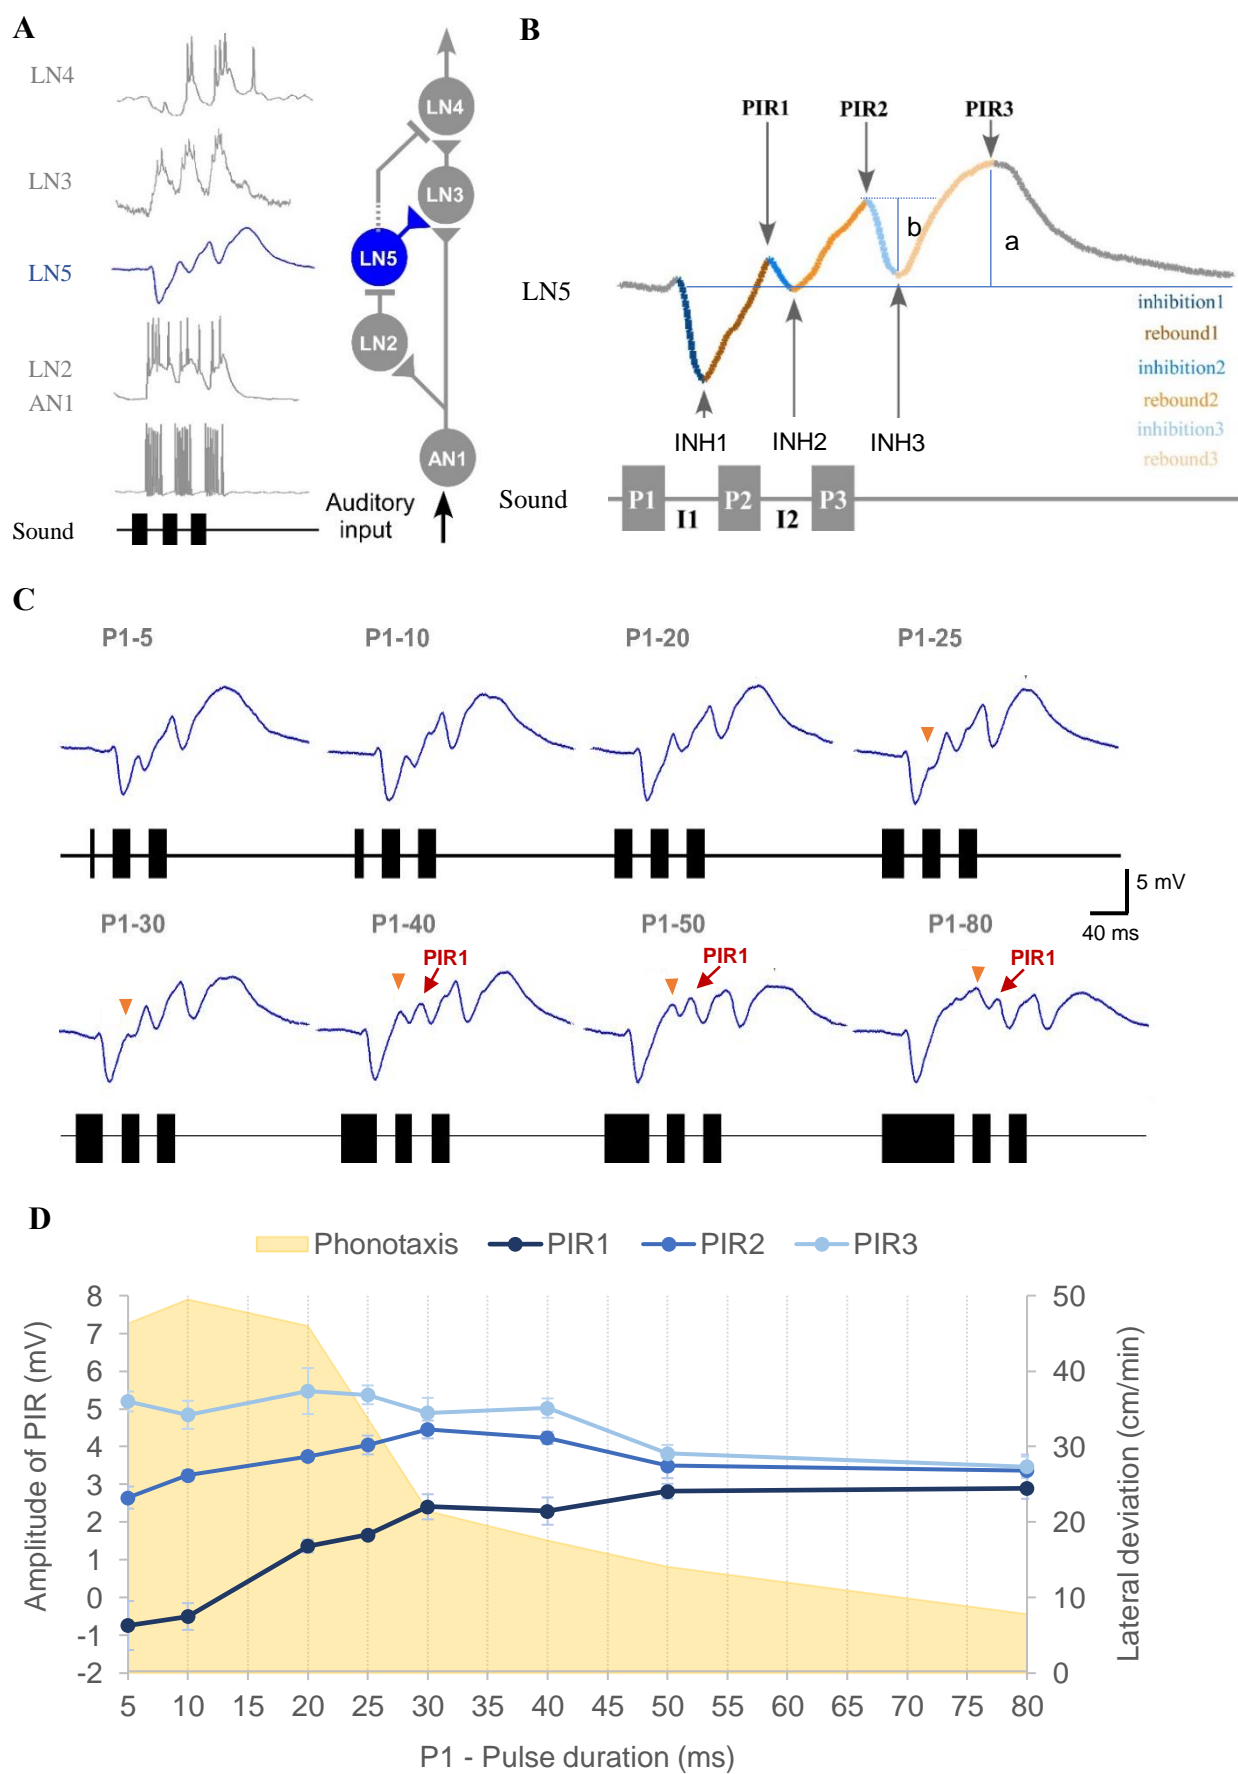 A
B
LN4
LN3
LN5
LN2
AN1
Sound
LN4
LN3
LN5
LN2
AN1
Auditory
input
PIR1
PIR2
PIR3
b
a
LN5
inhibition1
rebound1
inhibition2
rebound2
inhibition3
rebound3
INH1
INH2
INH3
Sound
P1
P2
P3
I1
I2
C
P1-5
P1-10
P1-20
P1-25
5 mV
40 ms
P1-30
P1-40
P1-50
P1-80
PIR1
PIR1
PIR1
D
Phonotaxis
PIR1
PIR2
PIR3
8
7
6
5
4
3
2
1
0
-1
-2
Amplitude of PIR (mV)
50
40
30
20
10
0
Lateral deviation (cm/min)
5 10 15 20 25 30 35 40 45 50 55 60 65 70 75 80
P1 - Pulse duration (ms)